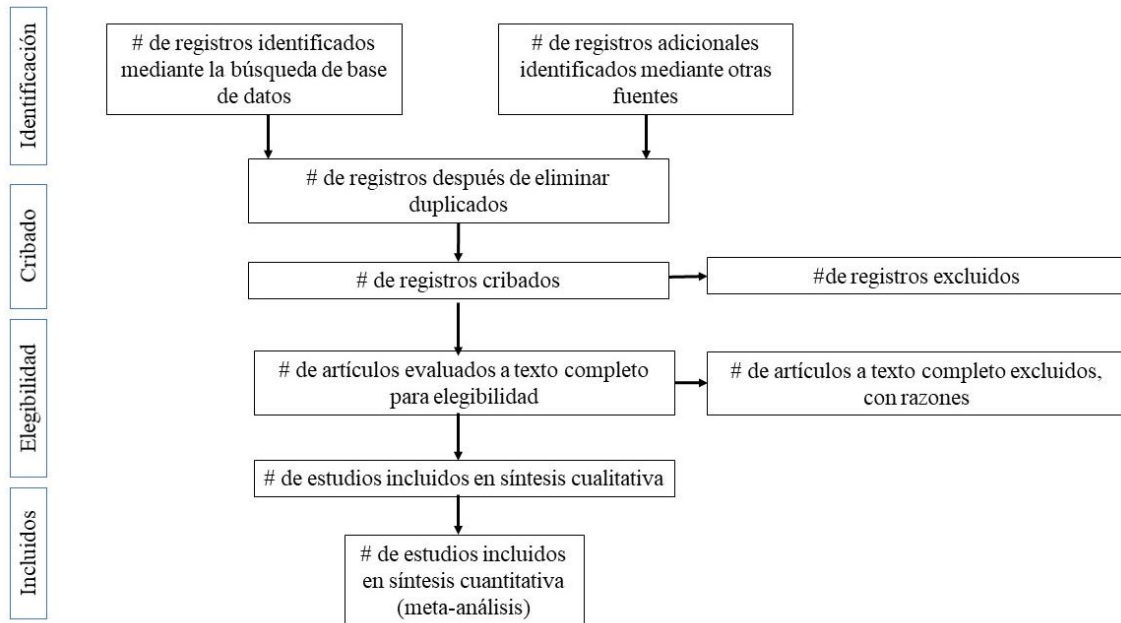 Identificación
# de registros identificados
mediante la búsqueda de base
de datos
# de registros adicionales
identificados mediante otras
fuentes
# de registros después de eliminar
duplicados
Cribado
# de registros cribados
#de registros excluidos
Elegibilidad
# de artículos evaluados a texto completo
para elegibilidad
# de artículos a texto completo excluidos,
con razones
# de estudios incluidos en síntesis cualitativa
Incluidos
# de estudios incluidos
en síntesis cuantitativa
(meta-análisis)